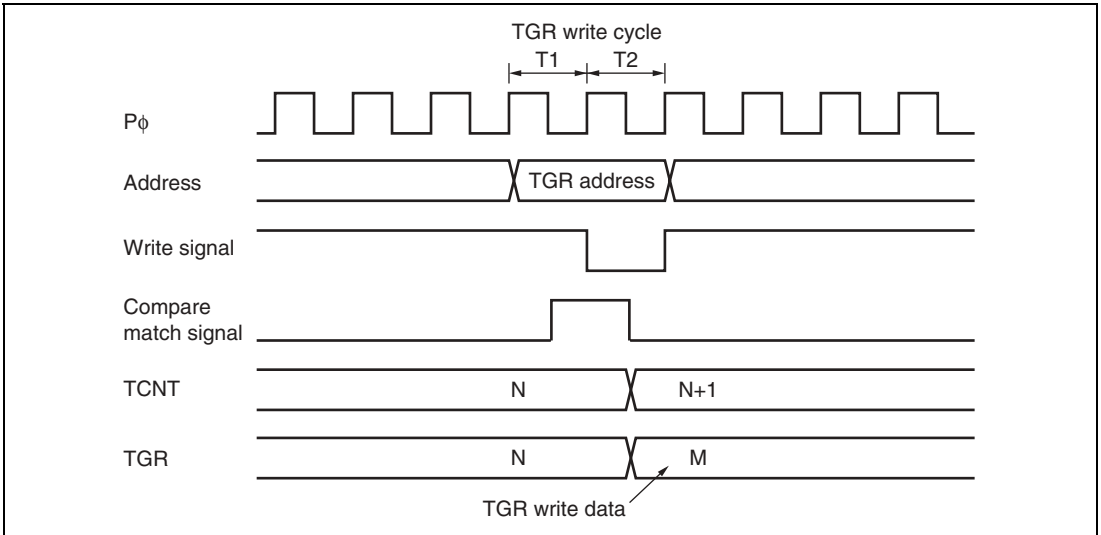 TGR write cycle
T1 T2
Pϕ
Address TGR address
Write signal
Compare
match signal
TCNT N N+1
TGR N M
TGR write data